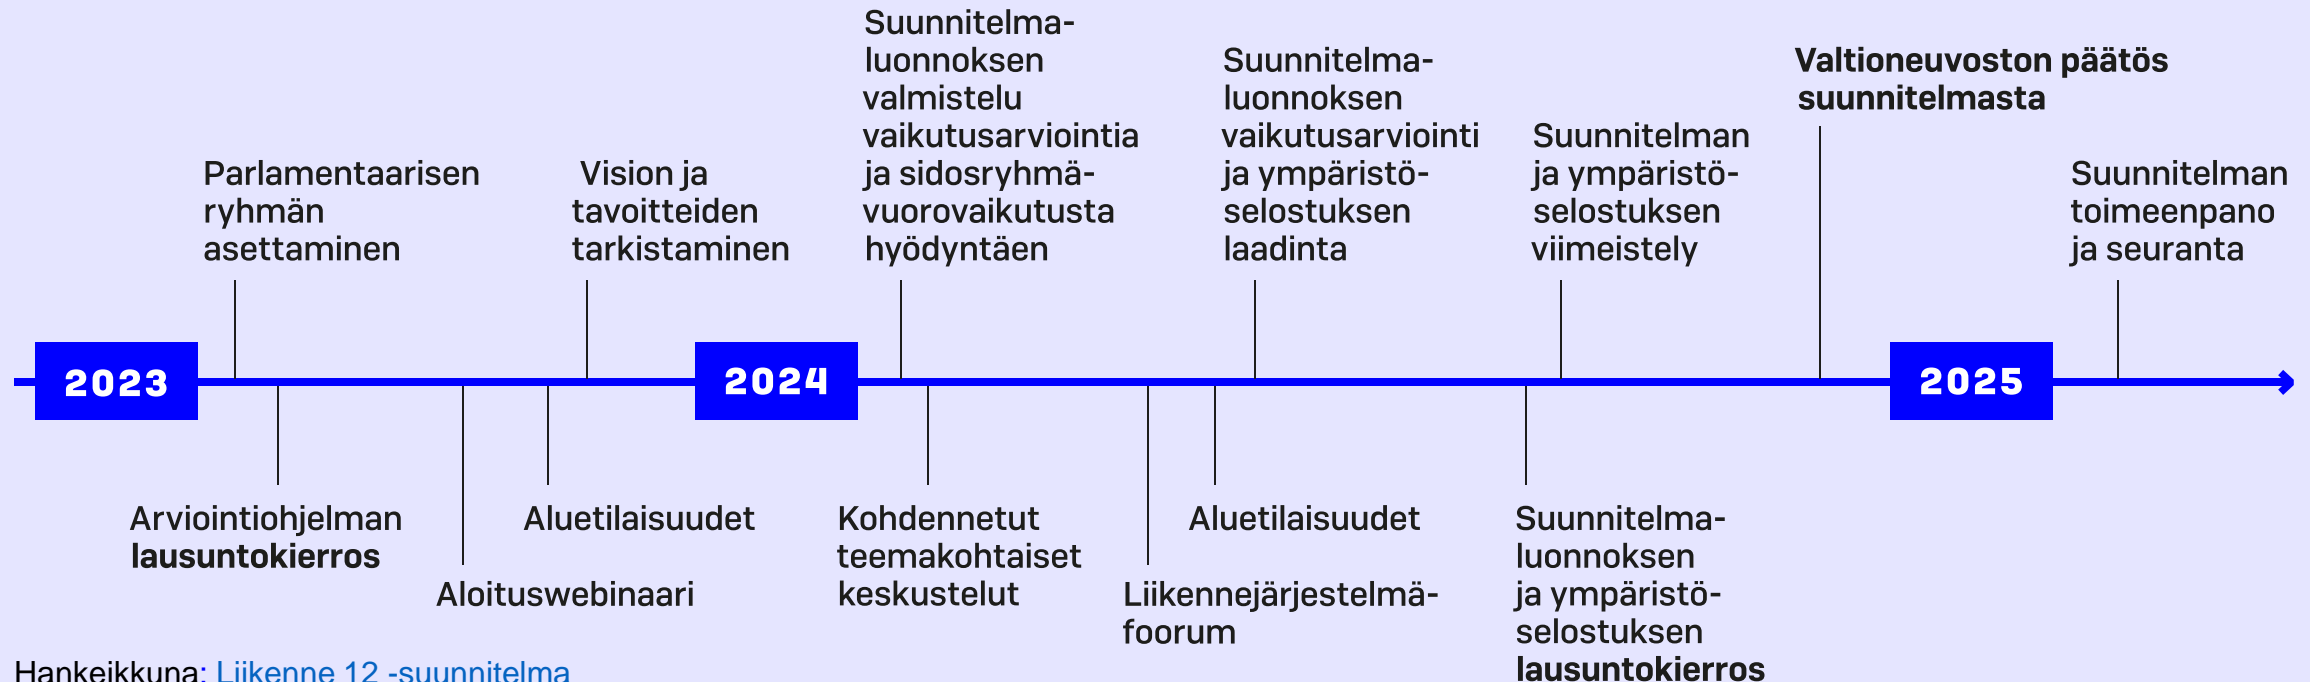 Parlamentaarisen
ryhmän
asettaminen
Vision ja
tavoitteiden
tarkistaminen
Suunnitelma-
luonnoksen
valmistelu
vaikutusarviointia
ja sidosryhmä-
vuorovaikutusta
hyödyntäen
Suunnitelma-
luonnoksen
vaikutusarviointi
ja ympäristö-
selostuksen
laadinta
Suunnitelman
ja ympäristö-
selostuksen
viimeistely
Valtioneuvoston päätös
suunnitelmasta
Suunnitelman
toimeenpano
ja seuranta
2023
2024
2025
Arviointiohjelman
lausuntokierros
Aloituswebinaari
Aluetilaisuudet
Kohdennetut
teemakohtaiset
keskustelut
Liikennejärjestelmä-
foorum
Aluetilaisuudet
Suunnitelma-
luonnoksen
ja ympäristö-
selostuksen
lausuntokierros
Hankeikkuna: Liikenne 12 -suunnitelma